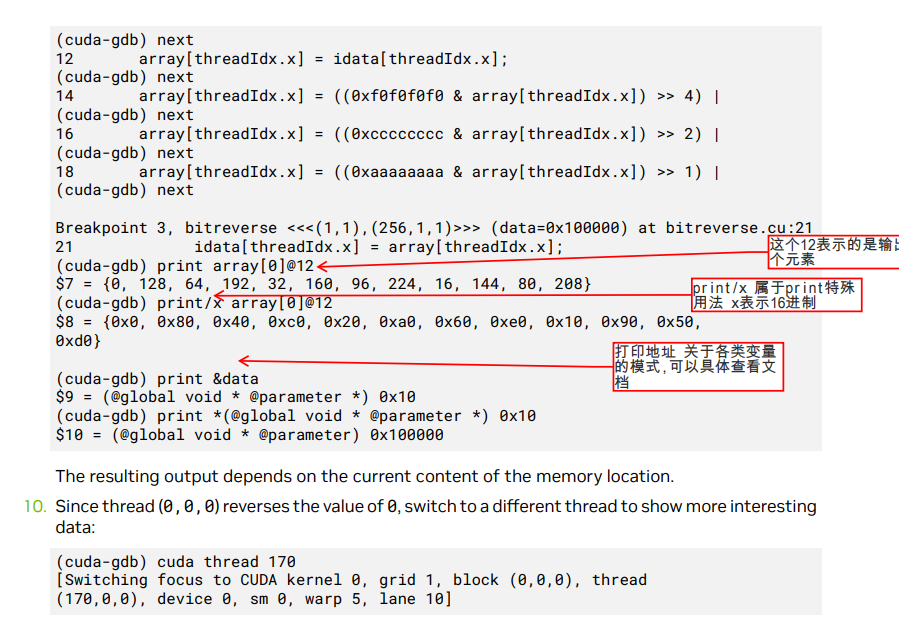 (cuda-gdb) next
12       array[threadIdx.x] = idata[threadIdx.x];
(cuda-gdb) next
14       array[threadIdx.x] = ((0xf0f0f0f0 & array[threadIdx.x]) >> 4) |
(cuda-gdb) next
16       array[threadIdx.x] = ((0xcccccccc & array[threadIdx.x]) >> 2) |
(cuda-gdb) next
18       array[threadIdx.x] = ((0xaaaaaaaa & array[threadIdx.x]) >> 1) |
(cuda-gdb) next
Breakpoint 3, bitreverse <<<(1,1),(256,1,1)>>> (data=0x100000) at bitreverse.cu:21
21             idata[threadIdx.x] = array[threadIdx.x];
这个12表示的是输出
个元素
(cuda-gdb) print array[0]@12
$7 = {0, 128, 64, 192, 32, 160, 96, 224, 16, 144, 80, 208}
print/x 属于print特殊
用法 x表示16进制
(cuda-gdb) print/x array[0]@12
$8 = {0x0, 0x80, 0x40, 0xc0, 0x20, 0xa0, 0x60, 0xe0, 0x10, 0x90, 0x50,
0xd0}
打印地址 关于各类变量
的模式,可以具体查看文
档
(cuda-gdb) print &data
$9 = (@global void * @parameter *) 0x10
(cuda-gdb) print *(@global void * @parameter *) 0x10
$10 = (@global void * @parameter) 0x100000
The resulting output depends on the current content of the memory location.
10. Since thread (0,0,0) reverses the value of 0, switch to a different thread to show more interesting
data:
(cuda-gdb) cuda thread 170
[Switching focus to CUDA kernel 0, grid 1, block (0,0,0), thread
(170,0,0), device 0, sm 0, warp 5, lane 10]